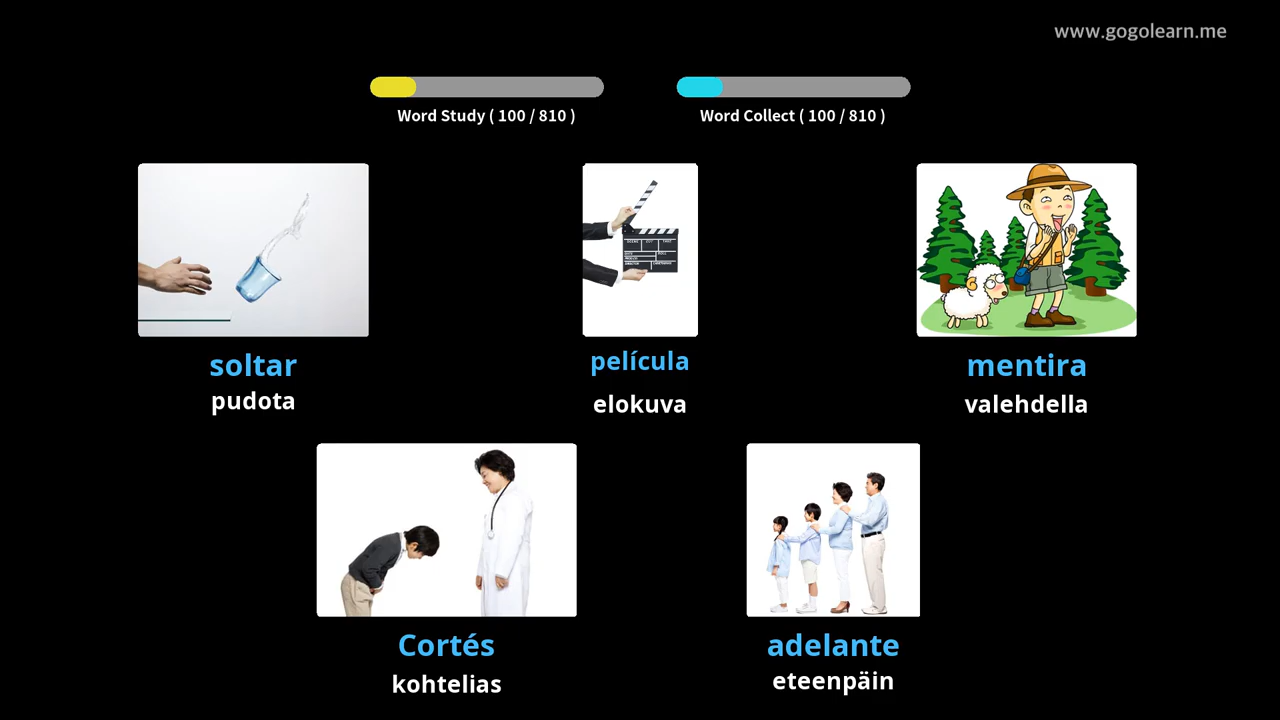 www.gogolearn.me
Word Study ( 100 / 810 )
Word Collect ( 100 / 810 )
soltar
pudota
película
elokuva
mentira
valehdella
Cortés
kohtelias
adelante
eteenpäin